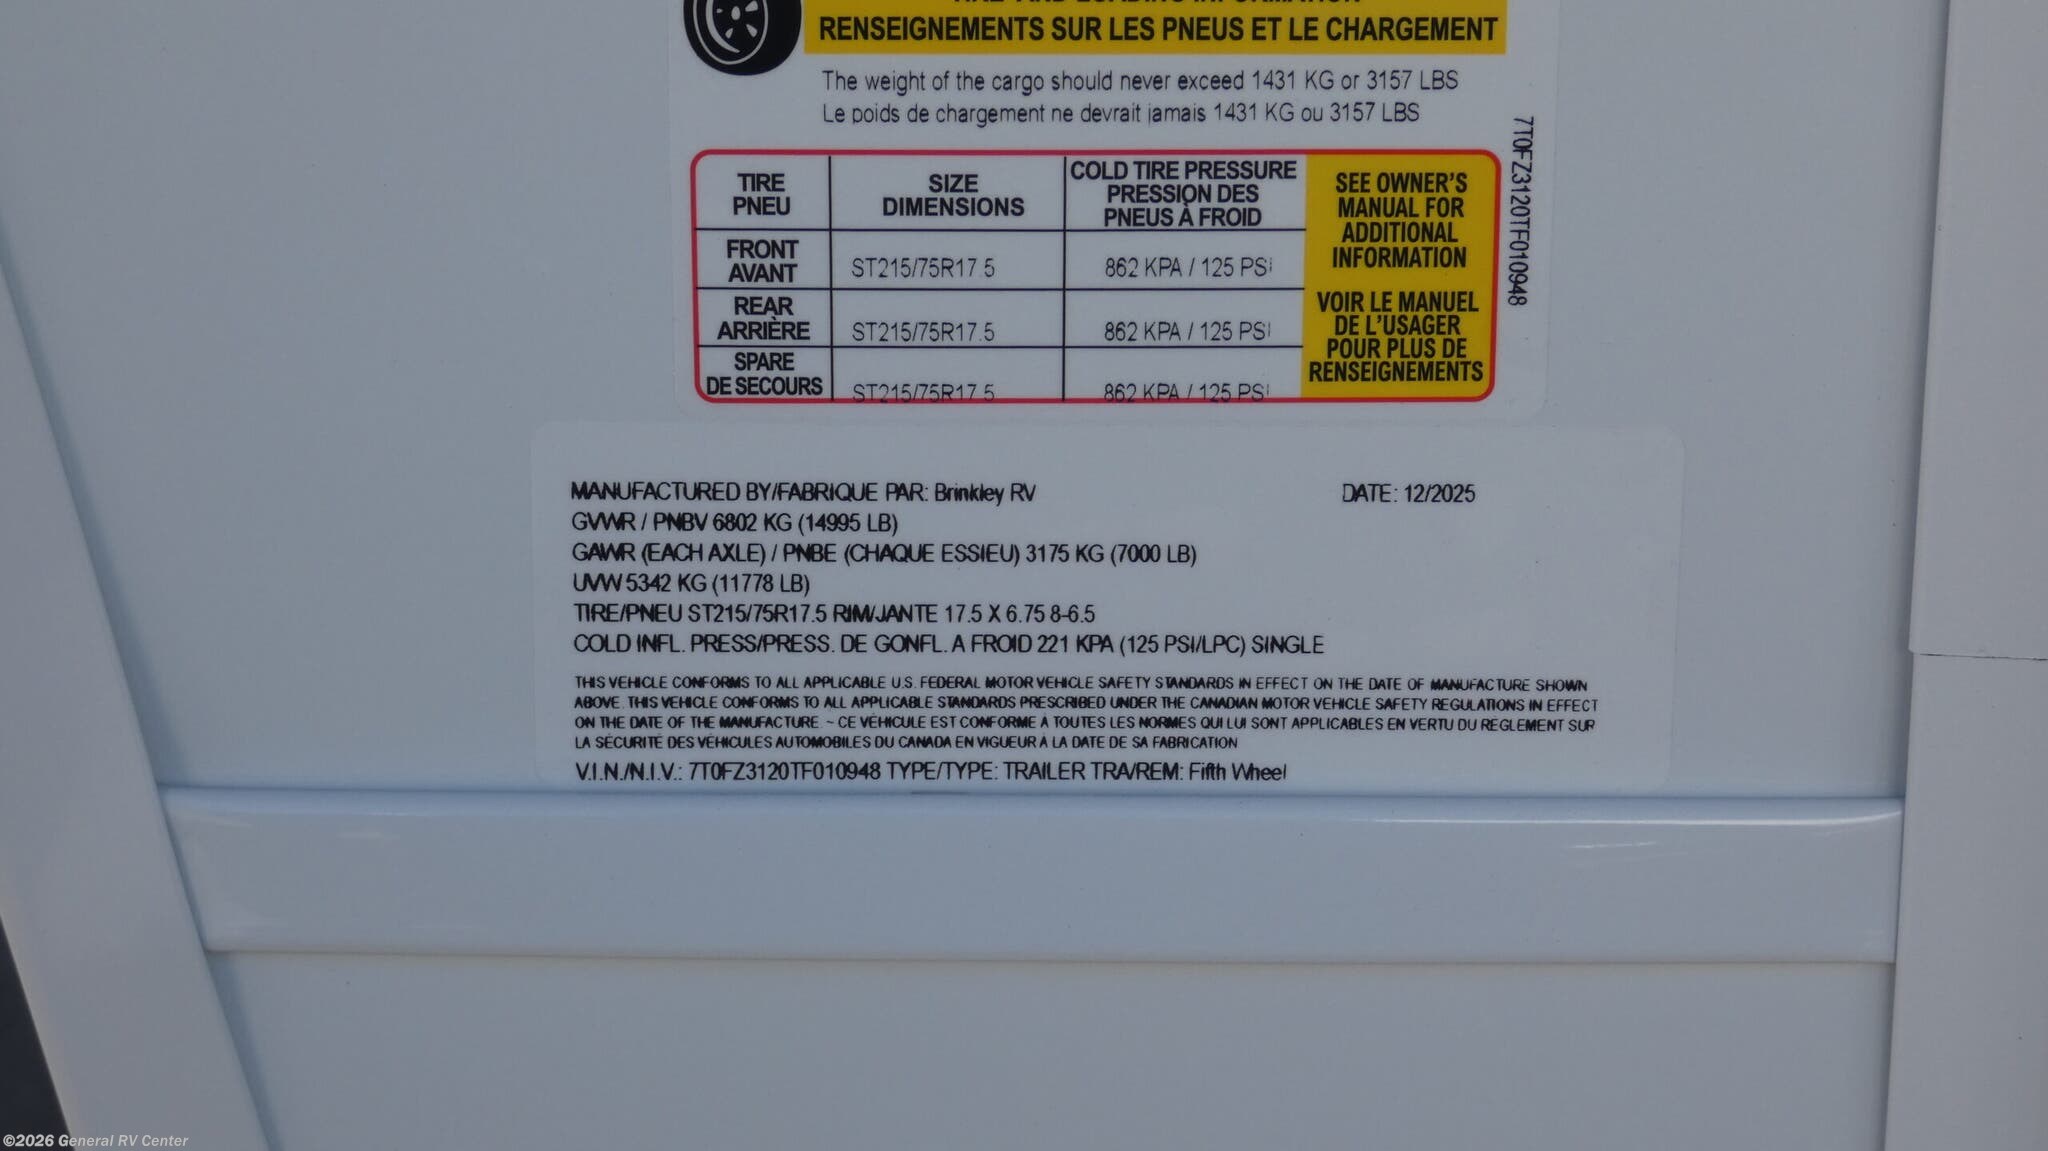 TIRE AND LOADING INFORMATION
RENSEIGNEMENTS SUR LES PNEUS ET LE CHARGEMENT
The weight of the cargo should never exceed 1431 KG or 3157 LBS
Le poids de chargement ne devrait jamais 1431 KG ou 3157 LBS
TIRE PNEU
SIZE DIMENSIONS
COLD TIRE PRESSURE
PRESSION DES
PNEUS À FROID
FRONT
AVANT
ST215/75R17.5
862 KPA / 125 PSI
REAR
ARRIÈRE
ST215/75R17.5
862 KPA / 125 PSI
SPARE
DE SECOURS
ST215/75R17.5
862 KPA / 125 PSI
SEE OWNER'S
MANUAL FOR
ADDITIONAL
INFORMATION
VOIR LE MANUEL
DE L'USAGER
POUR PLUS DE
RENSEIGNEMENTS
7T0FZ3120TF010948
MANUFACTURED BY/FABRIQUE PAR: Brinkley RV DATE: 12/2025
GVWR / PNBV 6802 KG (14995 LB)
GAWR (EACH AXLE) / PNBE (CHAQUE ESSIEU) 3175 KG (7000 LB)
UVW 5342 KG (11778 LB)
TIRE/PNEU ST215/75R17.5 RIM/JANTE 17.5 X 6.75 8-6.5
COLD INFL. PRESS/PRESS. DE GONFL. A FROID 221 KPA (125 PSI/LPC) SINGLE
THIS VEHICLE CONFORMS TO ALL APPLICABLE U.S. FEDERAL MOTOR VEHICLE SAFETY STANDARDS IN EFFECT ON THE DATE OF MANUFACTURE SHOWN
ABOVE. THIS VEHICLE CONFORMS TO ALL APPLICABLE STANDARDS PRESCRIBED UNDER THE CANADIAN MOTOR VEHICLE SAFETY REGULATIONS IN EFFECT
ON THE DATE OF THE MANUFACTURE. ~ CE VÉHICULE EST CONFORME À TOUTES LES NORMES QUI LUI SONT APPLICABLES EN VERTU DU RÈGLEMENT SUR
LA SÉCURITÉ DES VÉHICULES AUTOMOBILES DU CANADA EN VIGUEUR À LA DATE DE SA FABRICATION
V.I.N./N.I.V.: 7T0FZ3120TF010948 TYPE/TYPE: TRAILER TRA/REM: Fifth Wheel
©2026 General RV Center